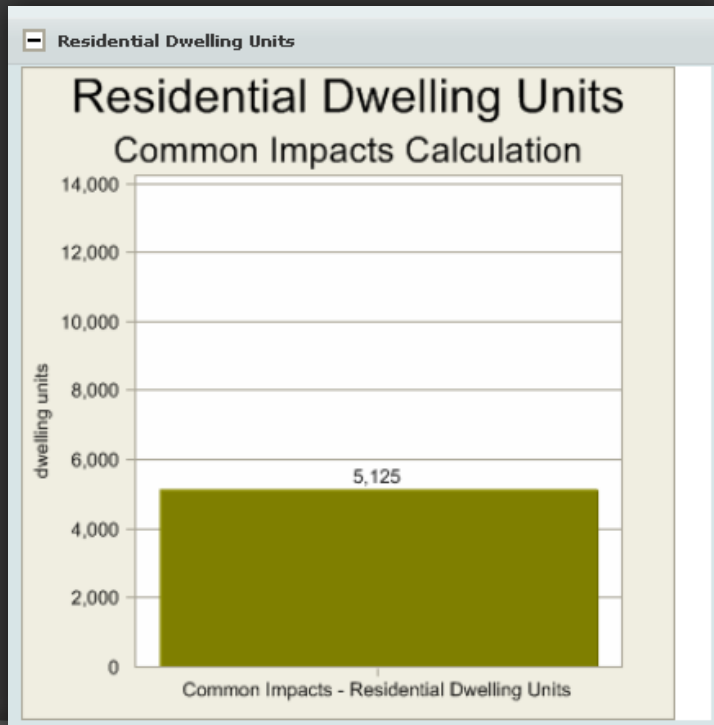 Residential Dwelling Units
Residential Dwelling Units
Common Impacts Calculation
14,000
12,000
10,000
8,000
dwelling units
6,000
5,125
4,000
2,000
0
Common Impacts - Residential Dwelling Units